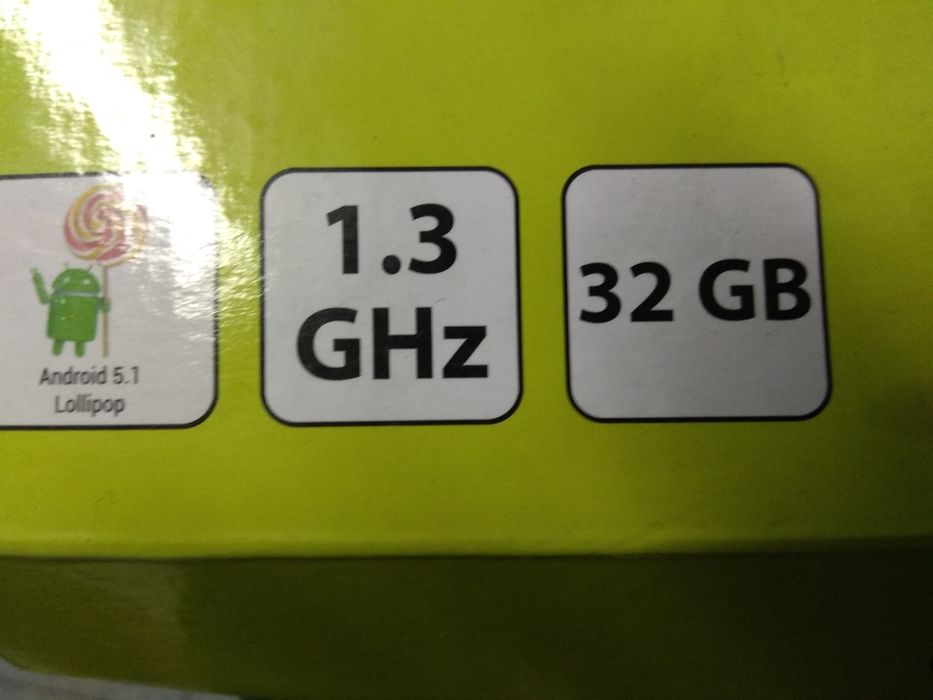 Android 5.1
Lollipop
1.3
GHz
32 GB